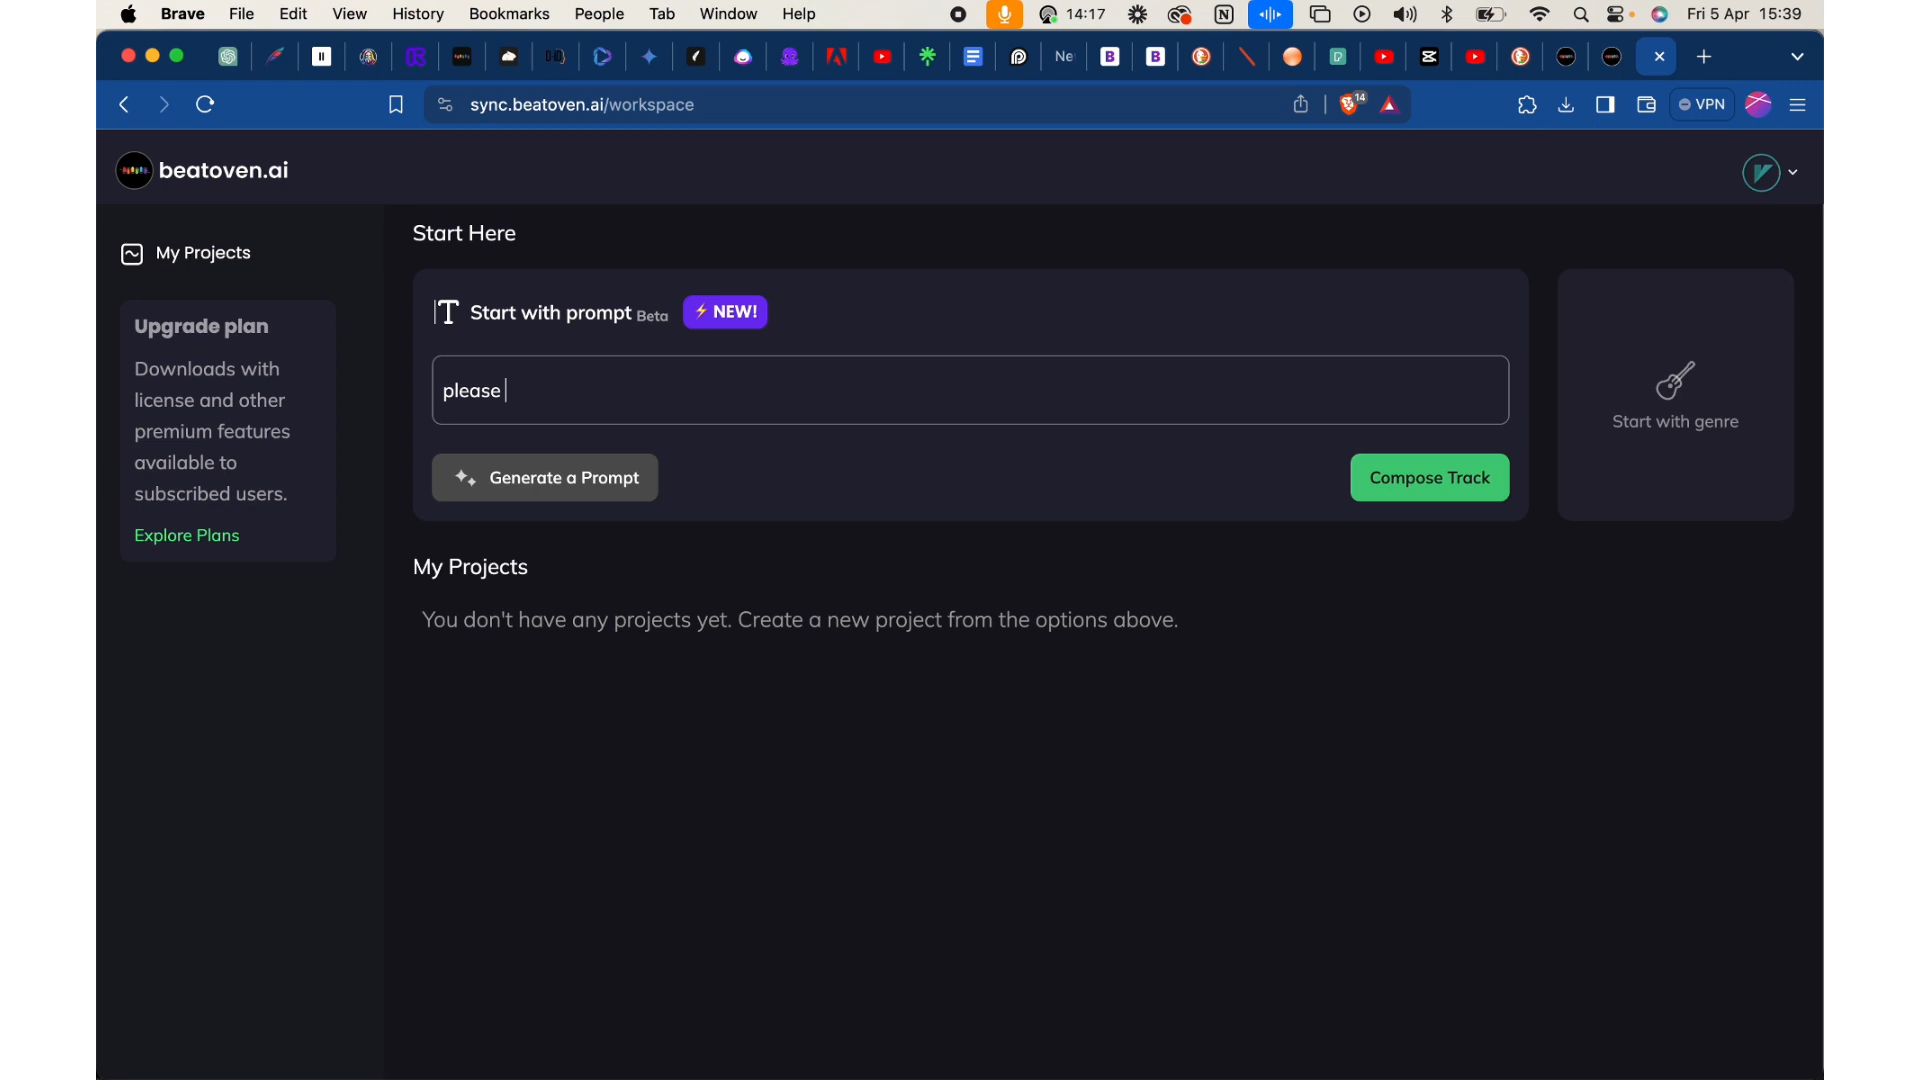 Brave File Edit View History Bookmarks People Tab Window Help 14:17 Fri 5 Apr 15:39
Ne
sync.beatoven.ai/workspace 14 VPN
beatoven.ai
My Projects
Upgrade plan
Downloads with
license and other
premium features
available to
subscribed users.
Explore Plans
Start Here
Start with prompt Beta ⚡ NEW!
please
Generate a Prompt
Compose Track
Start with genre
My Projects
You don't have any projects yet. Create a new project from the options above.